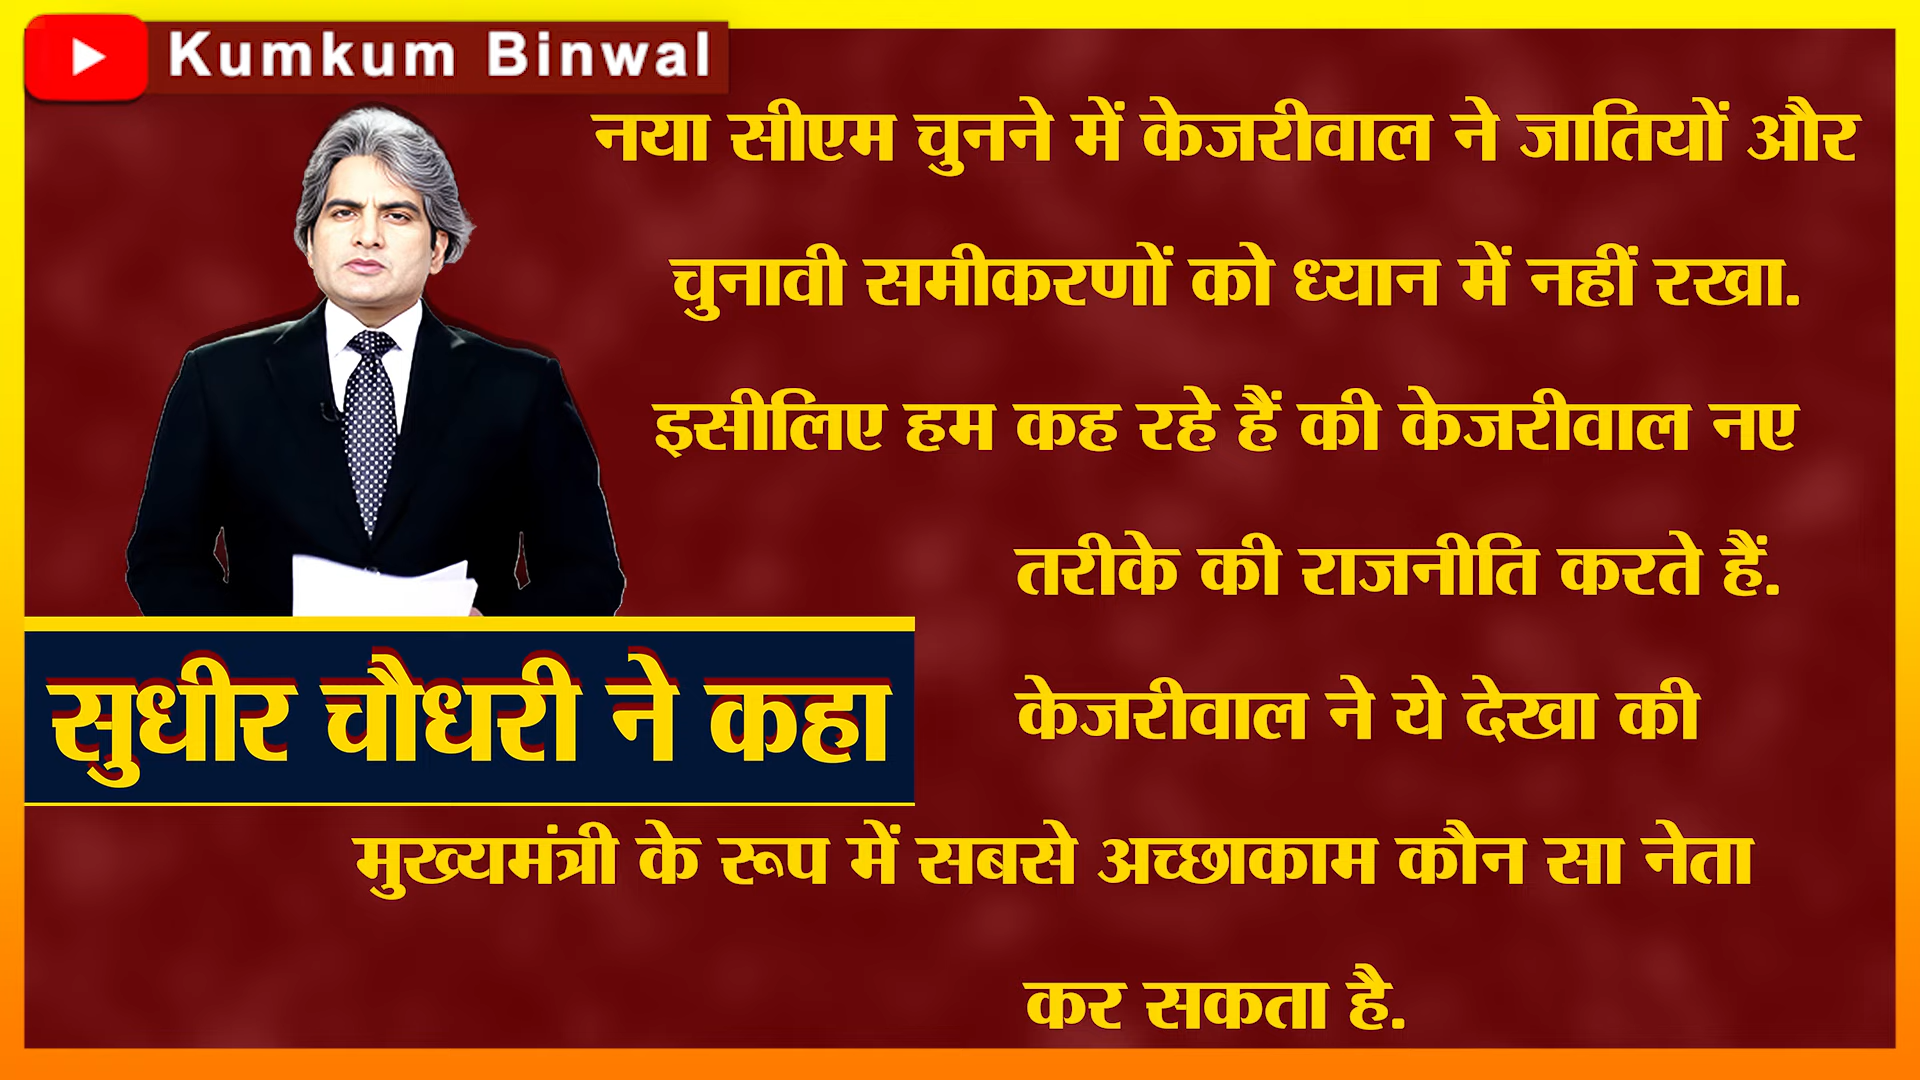 Kumkum Binwal
नया सीएम चुनने में केजरीवाल ने जातियों और
चुनावी समीकरणों को ध्यान में नहीं रखा.
इसीलिए हम कह रहे हैं की केजरीवाल नए
तरीके की राजनीति करते हैं.
सुधीर चौधरी ने कहा
केजरीवाल ने ये देखा की
मुख्यमंत्री के रूप में सबसे अच्छाकाम कौन सा नेता
कर सकता है.